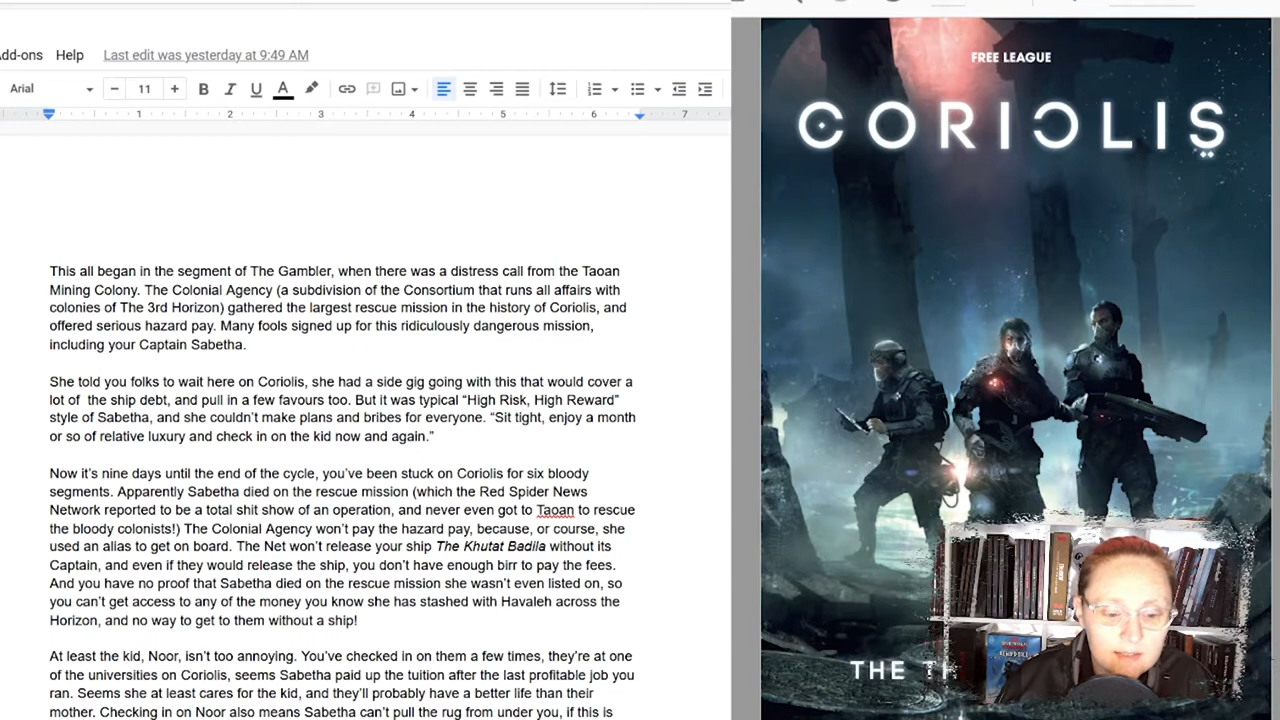 dd-ons Help Last edit was yesterday at 9:49 AM
Arial 11 B I U A
1 2 3 4 5 6 7
This all began in the segment of The Gambler, when there was a distress call from the Taoan
Mining Colony. The Colonial Agency (a subdivision of the Consortium that runs all affairs with
colonies of The 3rd Horizon) gathered the largest rescue mission in the history of Coriolis, and
offered serious hazard pay. Many fools signed up for this ridiculously dangerous mission,
including your Captain Sabetha.
She told you folks to wait here on Coriolis, she had a side gig going with this that would cover a
lot of the ship debt, and pull in a few favours too. But it was typical “High Risk, High Reward”
style of Sabetha, and she couldn’t make plans and bribes for everyone. “Sit tight, enjoy a month
or so of relative luxury and check in on the kid now and again.”
Now it’s nine days until the end of the cycle, you’ve been stuck on Coriolis for six bloody
segments. Apparently Sabetha died on the rescue mission (which the Red Spider News
Network reported to be a total shit show of an operation, and never even got to Taoan to rescue
the bloody colonists!) The Colonial Agency won’t pay the hazard pay, because, or course, she
used an alias to get on board. The Net won’t release your ship The Khutat Badila without its
Captain, and even if they would release the ship, you don’t have enough birr to pay the fees.
And you have no proof that Sabetha died on the rescue mission she wasn’t even listed on, so
you can’t get access to any of the money you know she has stashed with Havaleh across the
Horizon, and no way to get to them without a ship!
At least the kid, Noor, isn’t too annoying. You’ve checked in on them a few times, they’re at one
of the universities on Coriolis, seems Sabetha paid up the tuition after the last profitable job you
ran. Seems she at least cares for the kid, and they’ll probably have a better life than their
mother. Checking in on Noor also means Sabetha can’t pull the rug from under you, if this is
FREE LEAGUE
CORIOLIS
THE